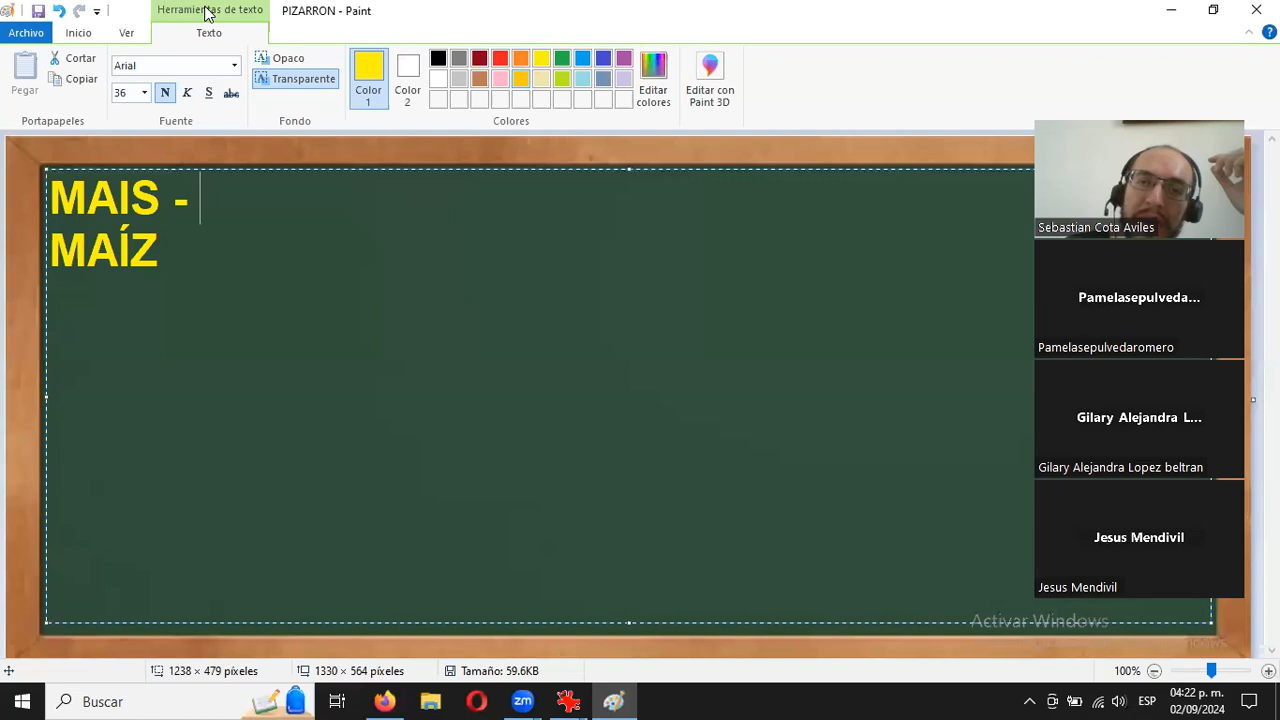 Herramientas de texto
PIZARRON - Paint
Archivo
Inicio
Ver
Texto
Pegar
Cortar
Copiar
Portapapeles
Arial
36
N
K
S
abc
Fuente
Opaco
Transparente
Fondo
Color 1
Color 2
Colores
Editar colores
Editar con Paint 3D
MAIS -
MAÍZ
Sebastian Cota Aviles
Pamelasepulveda...
Pamelasepulvedaromero
Gilary Alejandra L...
Gilary Alejandra Lopez beltran
Jesus Mendivil
Jesus Mendivil
Activar Windows
1238 × 479 píxeles
1330 × 564 píxeles
Tamaño: 59.6KB
100%
Buscar
zm
ESP
04:22 p. m.
02/09/2024